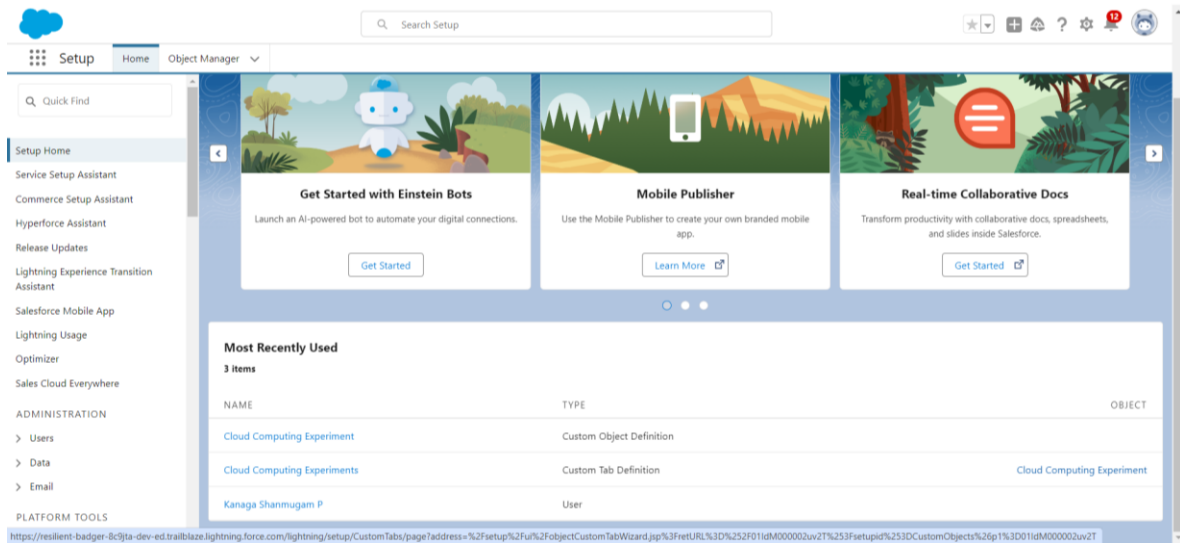 Search Setup
12
Setup
Home
Object Manager
Quick Find
Setup Home
Service Setup Assistant
Commerce Setup Assistant
Hyperforce Assistant
Release Updates
Lightning Experience Transition
Assistant
Salesforce Mobile App
Lightning Usage
Optimizer
Sales Cloud Everywhere
ADMINISTRATION
Users
Data
Email
PLATFORM TOOLS
Get Started with Einstein Bots
Launch an AI-powered bot to automate your digital connections.
Get Started
Mobile Publisher
Use the Mobile Publisher to create your own branded mobile
app.
Learn More
Real-time Collaborative Docs
Transform productivity with collaborative docs, spreadsheets,
and slides inside Salesforce.
Get Started
Most Recently Used
3 items
NAME TYPE OBJECT
Cloud Computing Experiment Custom Object Definition
Cloud Computing Experiments Custom Tab Definition Cloud Computing Experiment
Kanaga Shanmugam P User
https://resilient-badger-8c9jta-dev-ed.trailblaze.lightning.force.com/lightning/setup/CustomTabs/page?address=%2Fsetup%2Fui%2FobjectCustomTabWizard.jsp%3FretURL%3D%252F01IdM000002uv2T%253Fsetupid%253DCustomObjects%26p1%3D01IdM000002uv2T